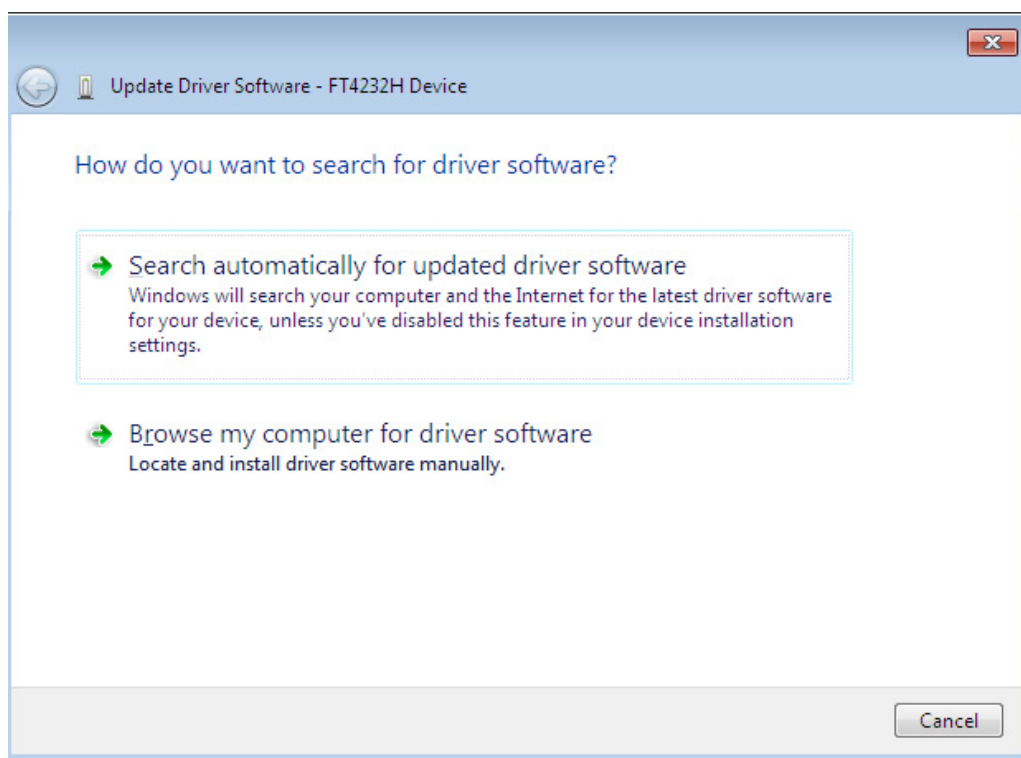 Update Driver Software - FT4232H Device
How do you want to search for driver software?
Search automatically for updated driver software
Windows will search your computer and the Internet for the latest driver software
for your device, unless you've disabled this feature in your device installation
settings.
Browse my computer for driver software
Locate and install driver software manually.
Cancel